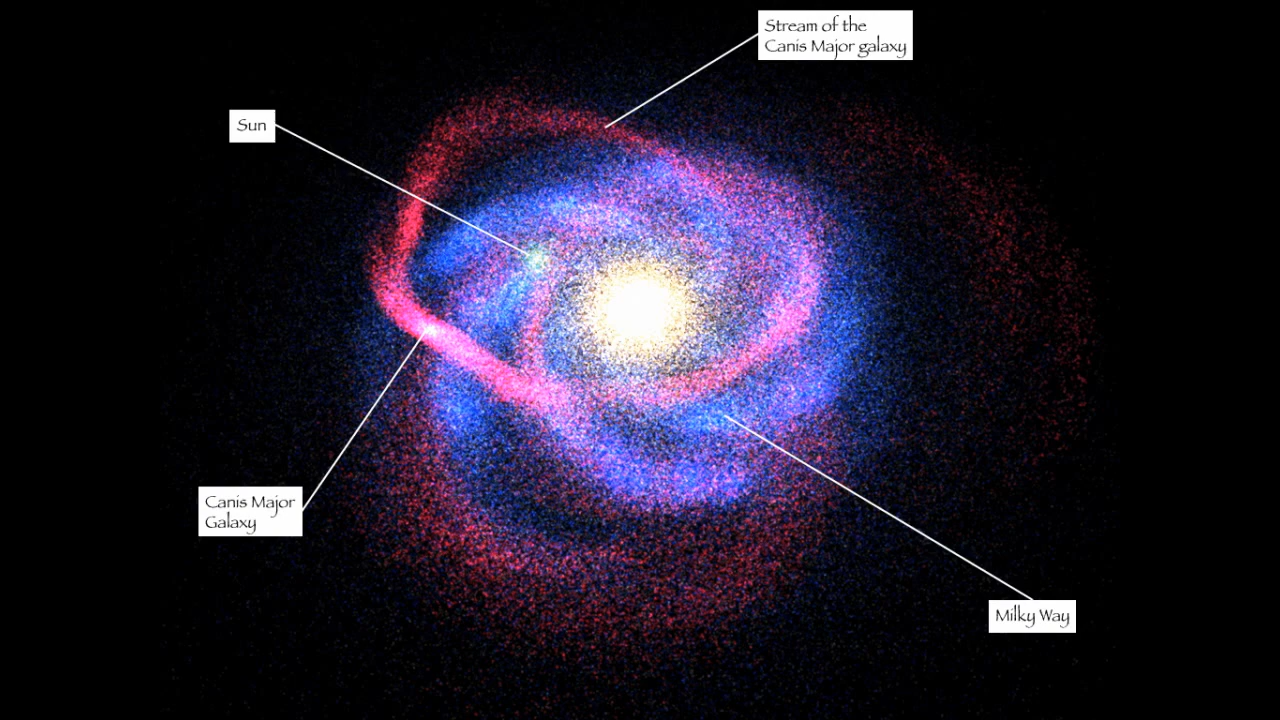 Stream of the
Canis Major galaxy
Sun
Canis Major
Galaxy
Milky Way